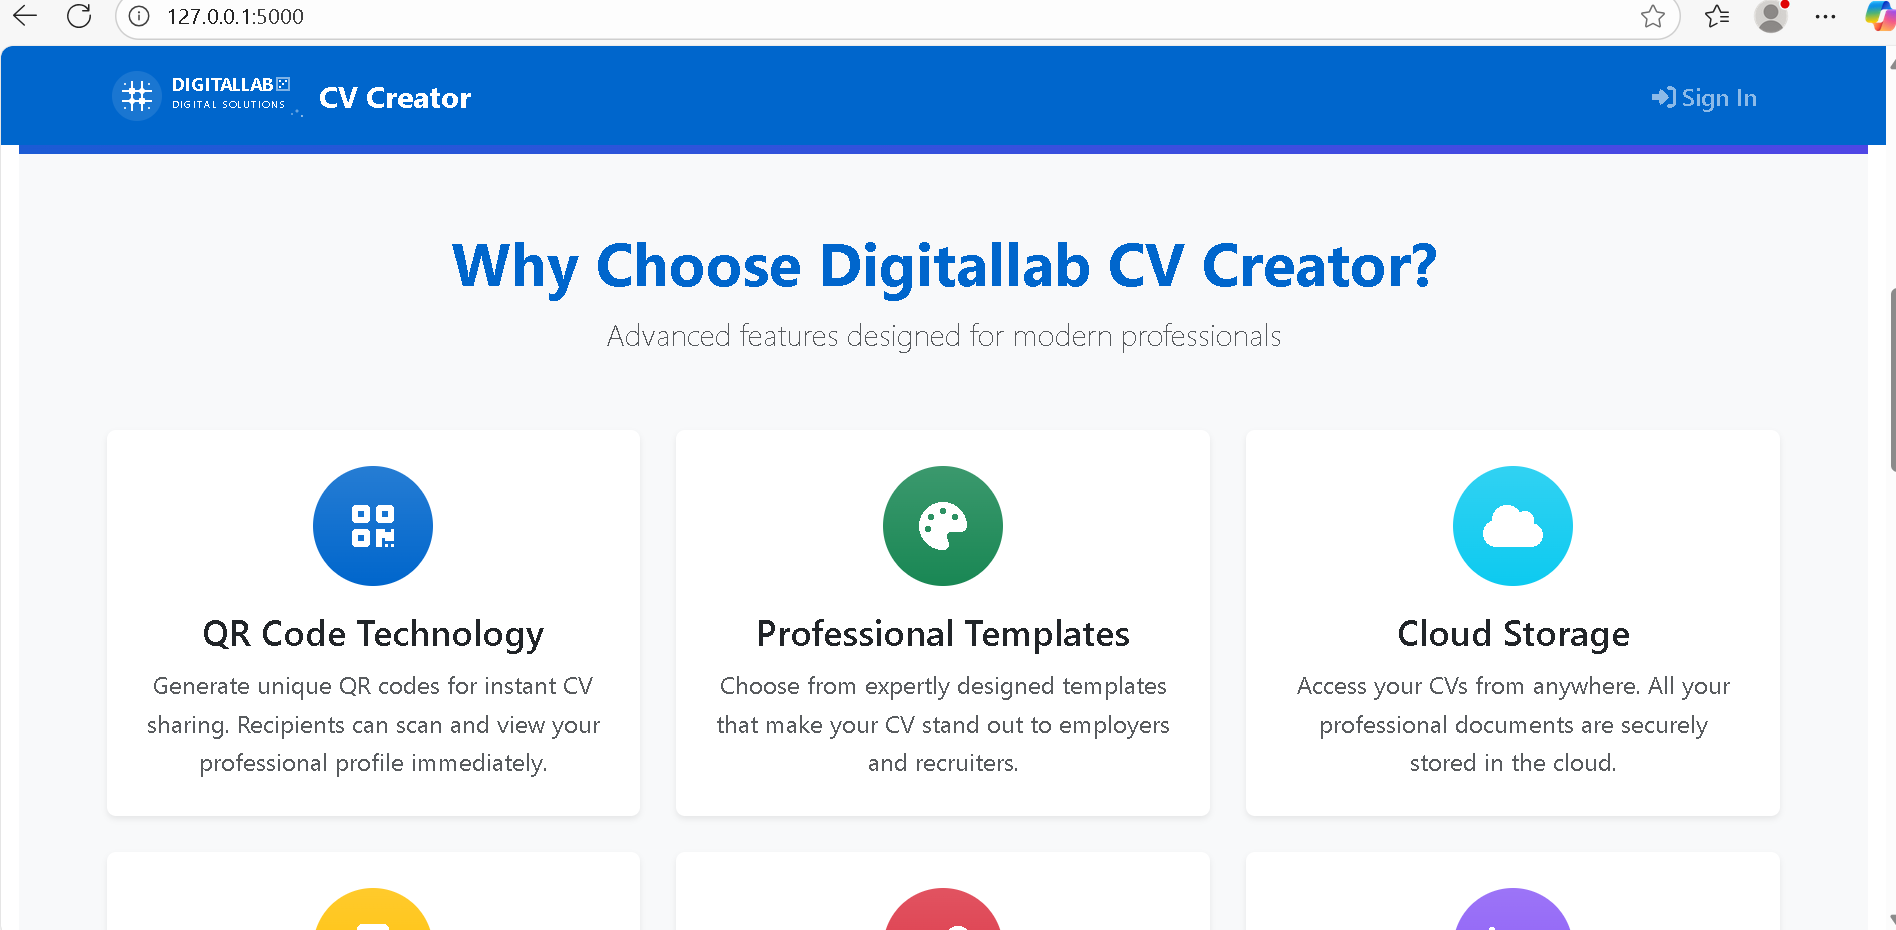 127.0.0.1:5000
DIGITALLAB
DIGITAL SOLUTIONS
CV Creator
Sign In
Why Choose Digitallab CV Creator?
Advanced features designed for modern professionals
QR Code Technology
Generate unique QR codes for instant CV
sharing. Recipients can scan and view your
professional profile immediately.
Professional Templates
Choose from expertly designed templates
that make your CV stand out to employers
and recruiters.
Cloud Storage
Access your CVs from anywhere. All your
professional documents are securely
stored in the cloud.